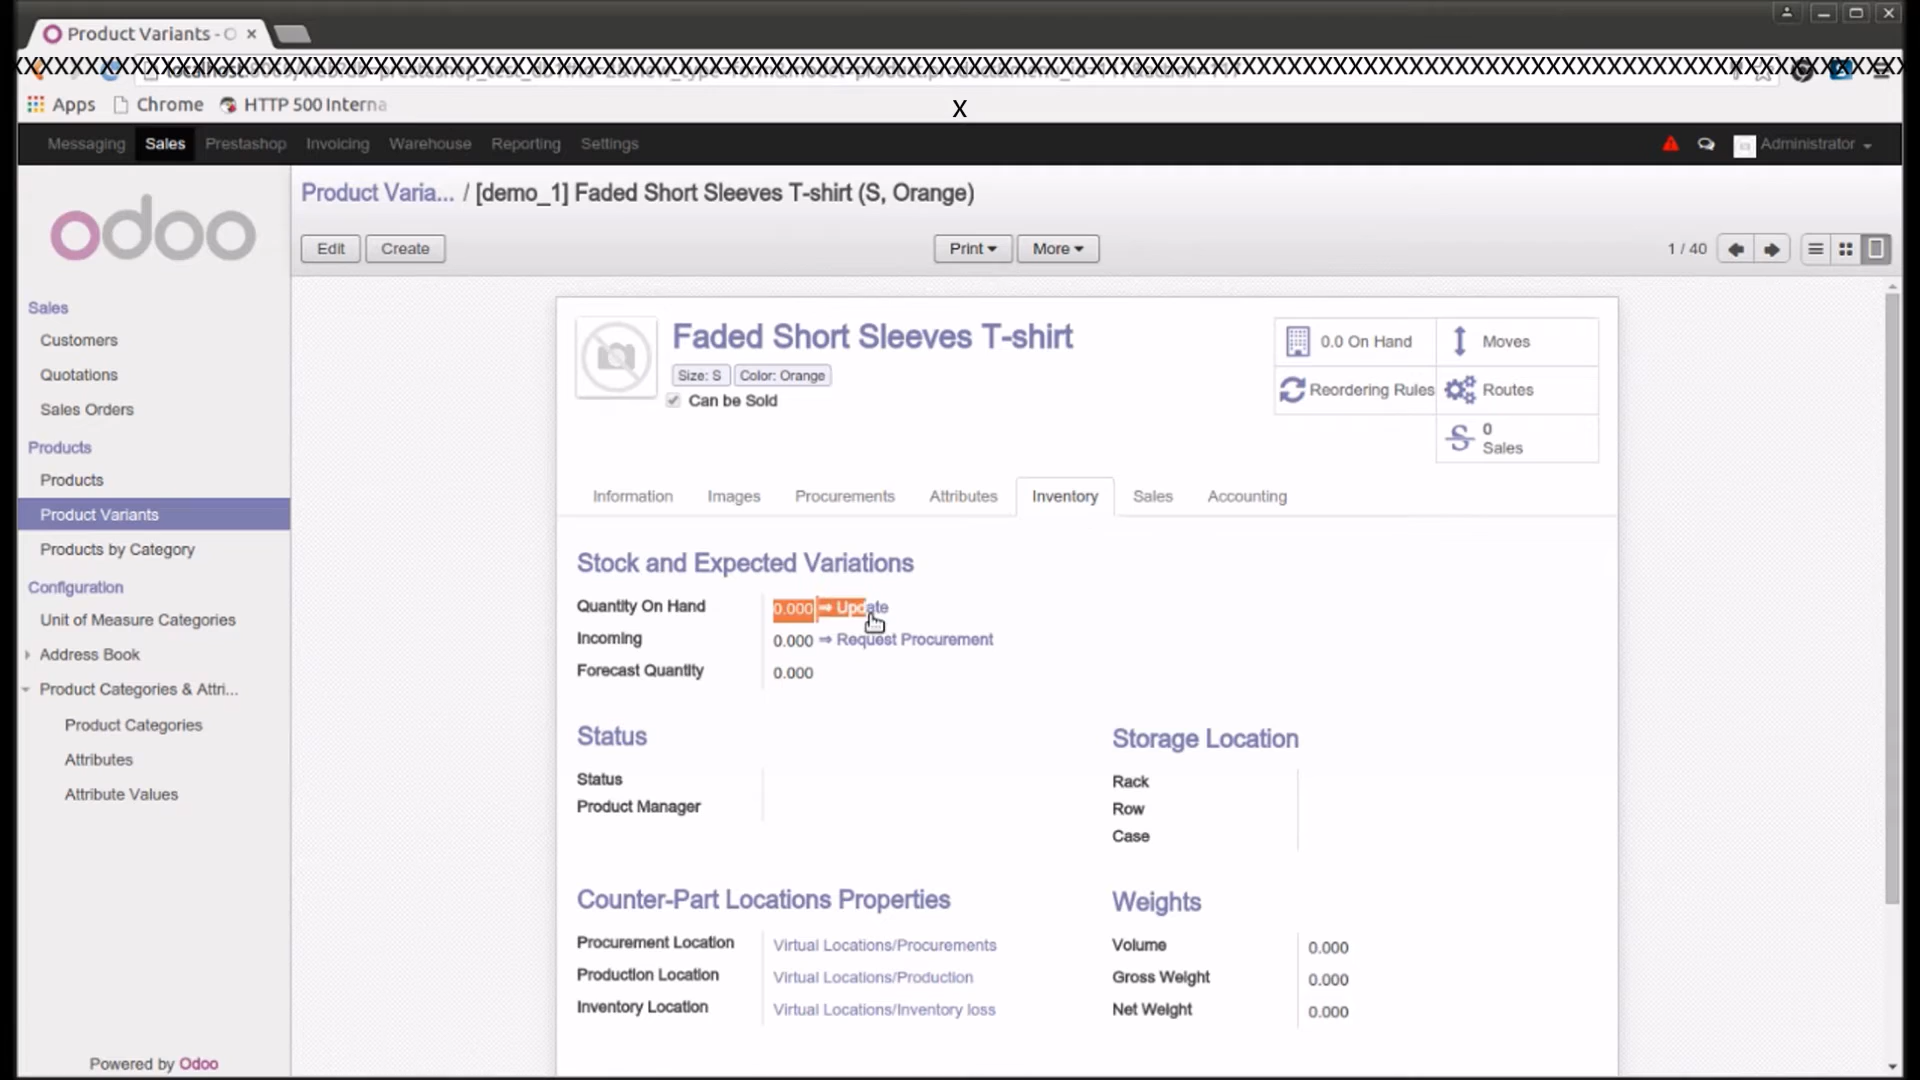 Product Variants - O
XXXXXXXXXXXXXXXXXXXXXXXXXXXXXXXXXXXXXXXXXXXXXXXXXXXXXXXXXXXXXXXXXXXXXXXXXXXXXXXXXXXXXXXXXXXXXXXXXXXXXXXXXXXXXXXXXXXXXXXXXXXX
X
Apps Chrome HTTP 500 Interna
Messaging Sales Prestashop Invoicing Warehouse Reporting Settings Administrator
odoo
Product Varia... / [demo_1] Faded Short Sleeves T-shirt (S, Orange)
Edit Create Print More 1 / 40
Sales
Customers
Quotations
Sales Orders
Products
Products
Product Variants
Products by Category
Configuration
Unit of Measure Categories
Address Book
Product Categories & Attri...
Product Categories
Attributes
Attribute Values
Powered by Odoo
Faded Short Sleeves T-shirt
Size: S Color: Orange
Can be Sold
0.0 On Hand Moves
Reordering Rules Routes
0
Sales
Information Images Procurements Attributes Inventory Sales Accounting
Stock and Expected Variations
Quantity On Hand 0.000 ⇒ Update
Incoming 0.000 ⇒ Request Procurement
Forecast Quantity 0.000
Status
Status
Product Manager
Storage Location
Rack
Row
Case
Counter-Part Locations Properties
Procurement Location Virtual Locations/Procurements
Production Location Virtual Locations/Production
Inventory Location Virtual Locations/Inventory loss
Weights
Volume 0.000
Gross Weight 0.000
Net Weight 0.000